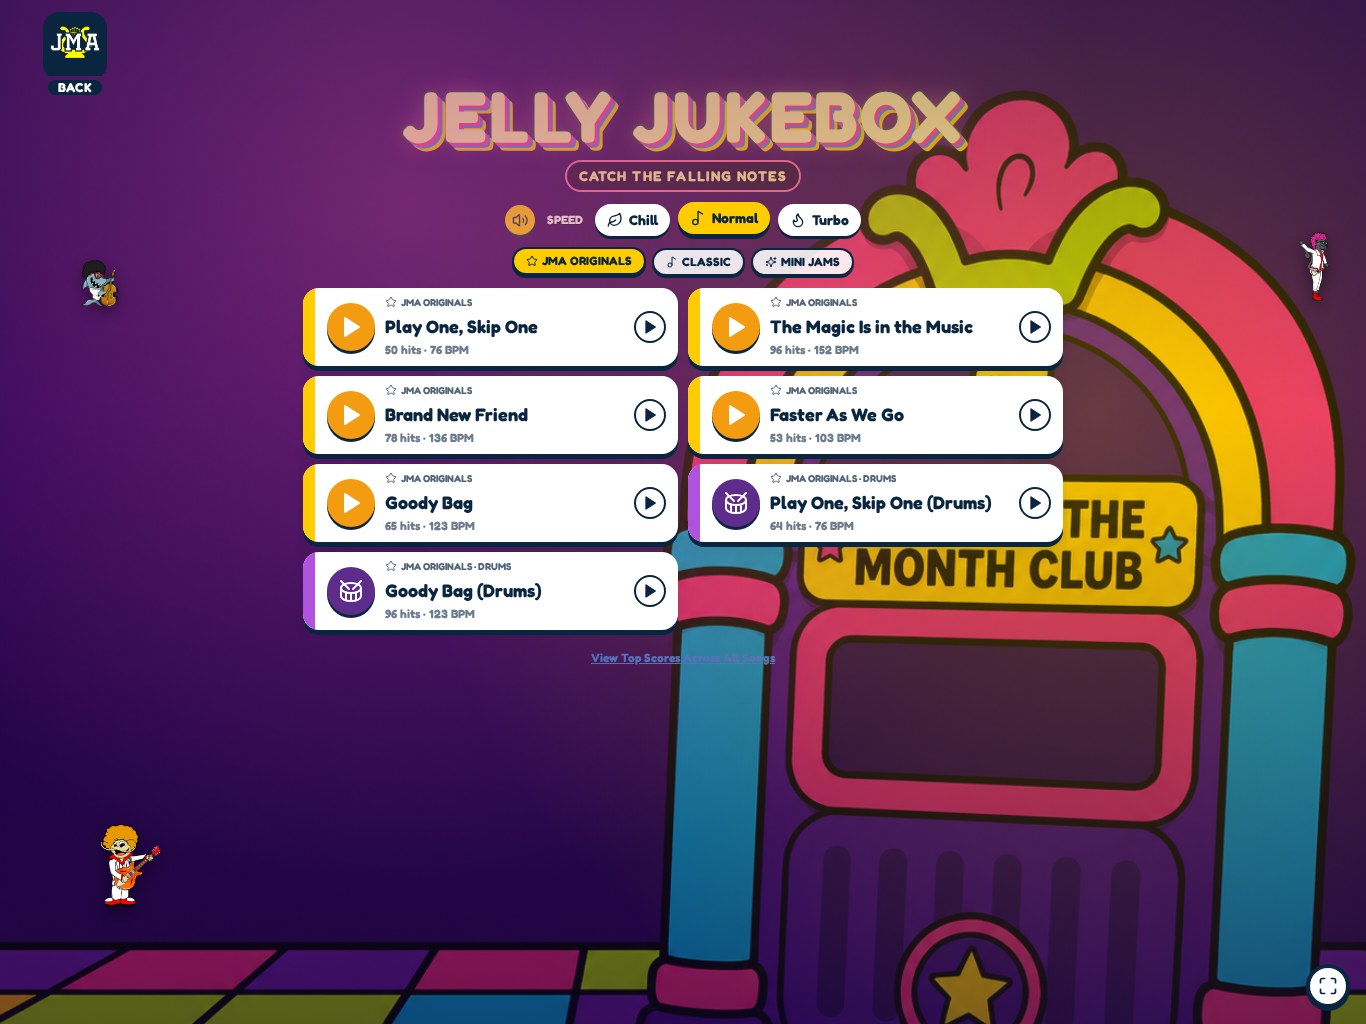 JMA
BACK
JELLY JUKEBOX
CATCH THE FALLING NOTES
SPEED
Chill
Normal
Turbo
JMA ORIGINALS
CLASSIC
MINI JAMS
JMA ORIGINALS
Play One, Skip One
50 hits · 76 BPM
JMA ORIGINALS
The Magic Is in the Music
96 hits · 152 BPM
JMA ORIGINALS
Brand New Friend
78 hits · 136 BPM
JMA ORIGINALS
Faster As We Go
53 hits · 103 BPM
JMA ORIGINALS
Goody Bag
65 hits · 123 BPM
JMA ORIGINALS · DRUMS
Play One, Skip One (Drums)
64 hits · 76 BPM
JMA ORIGINALS · DRUMS
Goody Bag (Drums)
96 hits · 123 BPM
THE
MONTH CLUB
View Top Scores Across All Songs